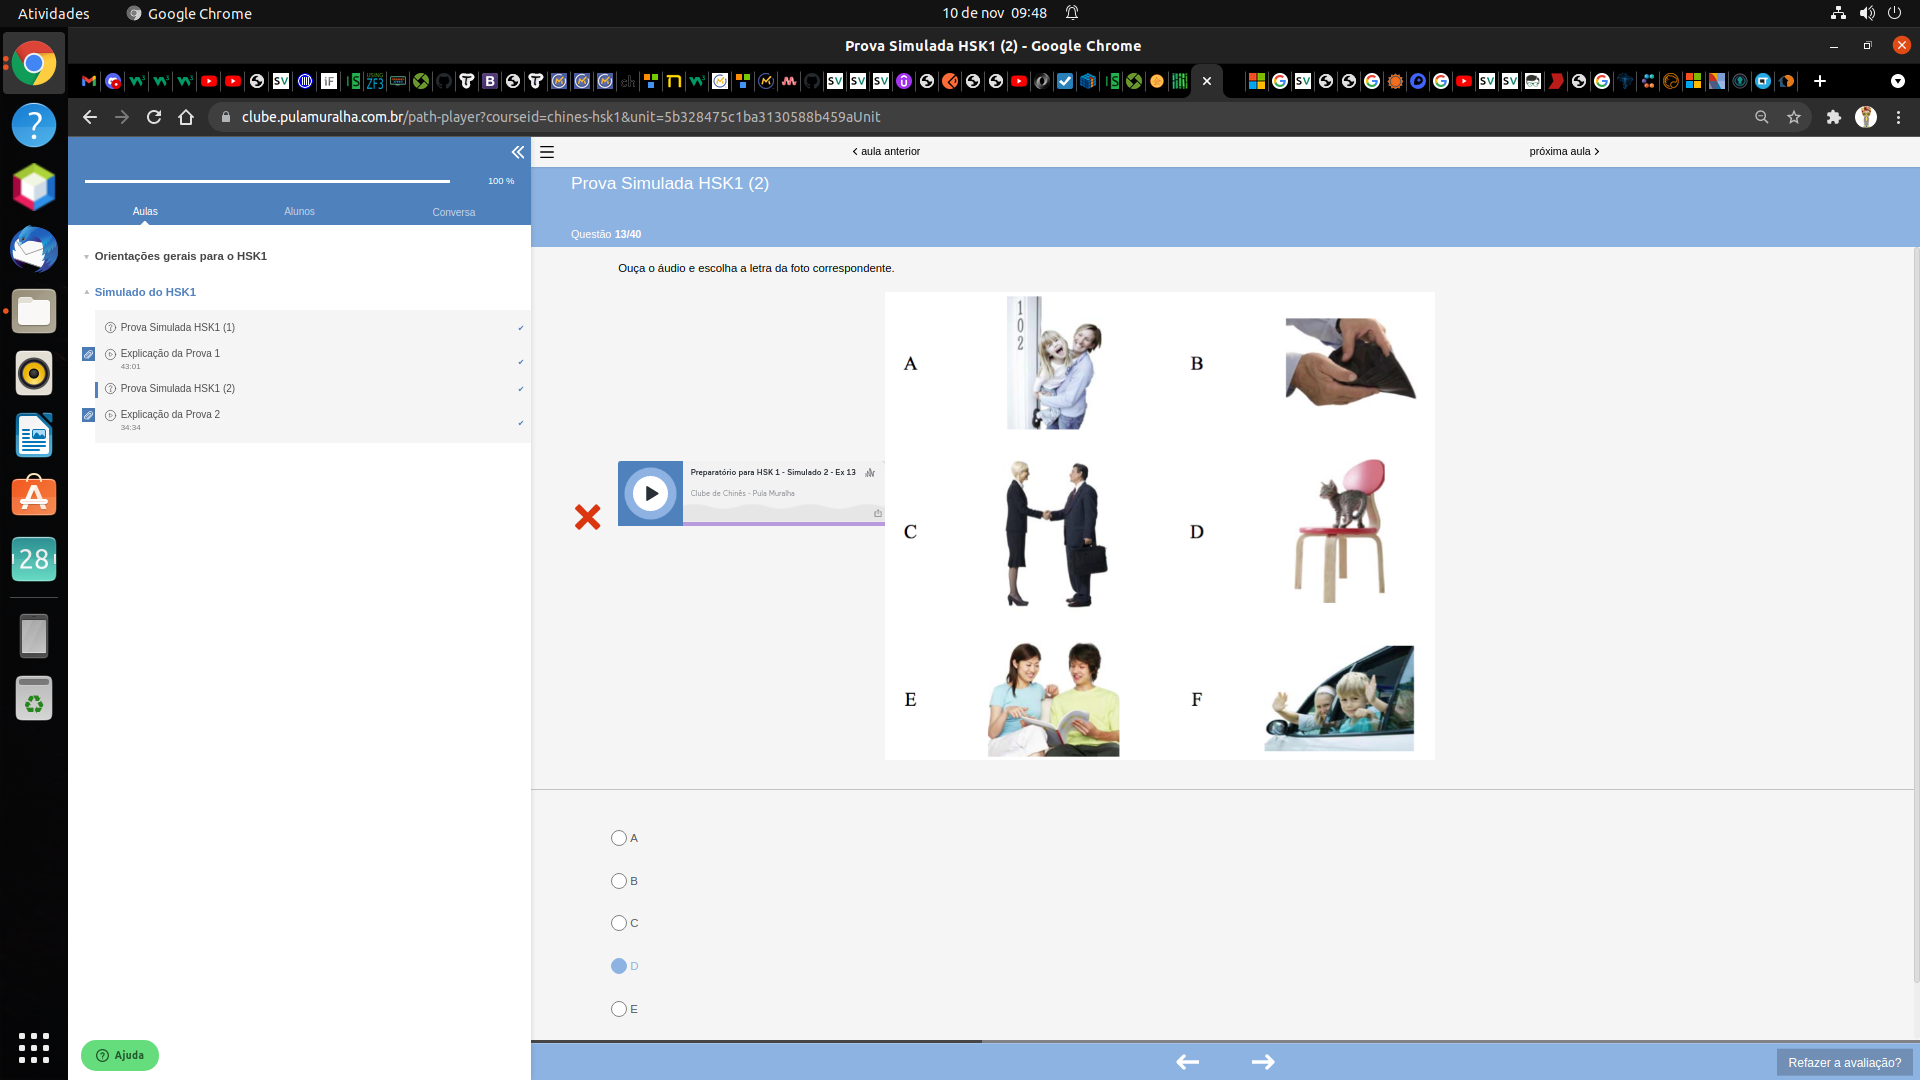 Atividades
Google Chrome
10 de nov 09:48
Prova Simulada HSK1 (2) - Google Chrome
clube.pulamuralha.com.br/path-player?courseid=chines-hsk1&unit=5b328475c1ba3130588b459aUnit
100 %
Aulas
Alunos
Conversa
Orientações gerais para o HSK1
Simulado do HSK1
Prova Simulada HSK1 (1)
Explicação da Prova 1
43:01
Prova Simulada HSK1 (2)
Explicação da Prova 2
34:34
Ajuda
28
aula anterior
próxima aula
Prova Simulada HSK1 (2)
Questão 13/40
Ouça o áudio e escolha a letra da foto correspondente.
Preparatório para HSK 1 - Simulado 2 - Ex 13
Clube de Chinês - Pula Muralha
102
A
B
C
D
E
F
A
B
C
D
E
Refazer a avaliação?